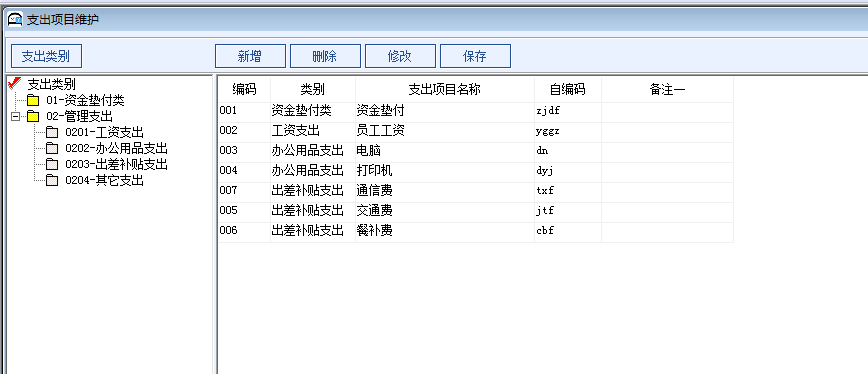 支出项目维护
支出类别 新增 删除 修改 保存
支出类别
01-资金垫付类
02-管理支出
0201-工资支出
0202-办公用品支出
0203-出差补贴支出
0204-其它支出
编码 类别 支出项目名称 自编码 备注一
001 资金垫付类 资金垫付 zjdf
002 工资支出 员工工资 yggz
003 办公用品支出 电脑 dn
004 办公用品支出 打印机 dyj
007 出差补贴支出 通信费 txf
005 出差补贴支出 交通费 jtf
006 出差补贴支出 餐补费 cbf